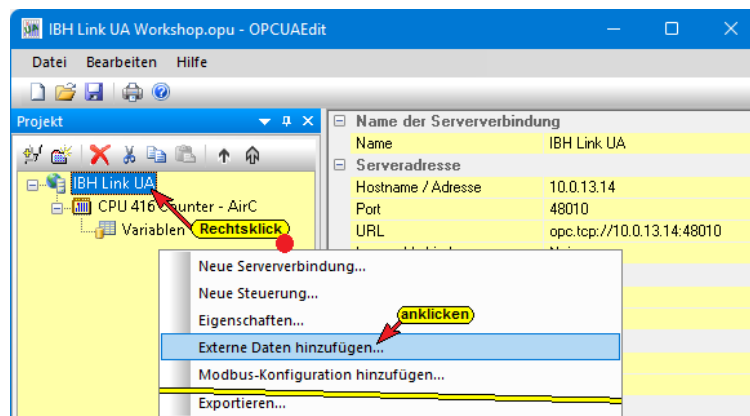 IBH Link UA Workshop.opu - OPCUAEdit
Datei Bearbeiten Hilfe
Projekt
IBH Link UA
CPU 416 Counter - AirC
Variablen
Rechtsklick
Name der Serververbindung
Name IBH Link UA
Serveradresse
Hostname / Adresse 10.0.13.14
Port 48010
URL opc.tcp://10.0.13.14:48010
Neue Serververbindung...
Neue Steuerung...
Eigenschaften...
anklicken
Externe Daten hinzufügen...
Modbus-Konfiguration hinzufügen...
Exportieren...